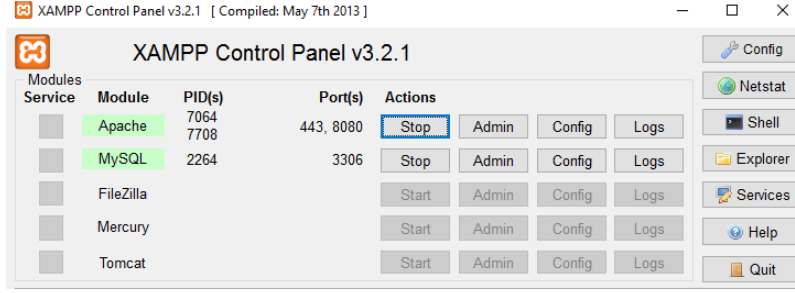 XAMPP Control Panel v3.2.1 [ Compiled: May 7th 2013 ]
XAMPP Control Panel v3.2.1
Config
Modules
Netstat
Service Module PID(s) Port(s) Actions
Apache 7064 443, 8080 Stop Admin Config Logs
7708
Shell
MySQL 2264 3306 Stop Admin Config Logs
Explorer
FileZilla Start Admin Config Logs
Services
Mercury Start Admin Config Logs
Help
Tomcat Start Admin Config Logs
Quit